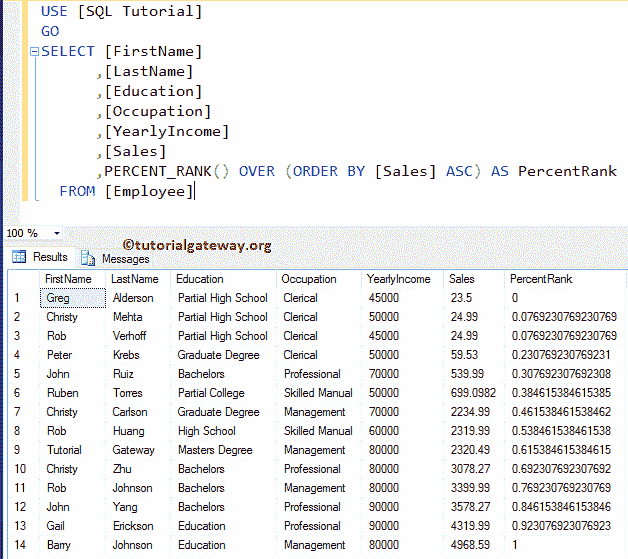 USE [SQL Tutorial]
GO
SELECT [FirstName]
,[LastName]
,[Education]
,[Occupation]
,[YearlyIncome]
,[Sales]
,PERCENT_RANK() OVER (ORDER BY [Sales] ASC) AS PercentRank
FROM [Employee]
100 %
©tutorialgateway.org
Results Messages
FirstName LastName Education Occupation YearlyIncome Sales PercentRank
1 Greg Alderson Partial High School Clerical 45000 23.5 0
2 Christy Mehta Partial High School Clerical 50000 24.99 0.0769230769230769
3 Rob Verhoff Partial High School Clerical 45000 24.99 0.0769230769230769
4 Peter Krebs Graduate Degree Clerical 50000 59.53 0.230769230769231
5 John Ruiz Bachelors Professional 70000 539.99 0.307692307692308
6 Ruben Torres Partial College Skilled Manual 50000 699.0982 0.384615384615385
7 Christy Carlson Graduate Degree Management 70000 2234.99 0.461538461538462
8 Rob Huang High School Skilled Manual 60000 2319.99 0.538461538461538
9 Tutorial Gateway Masters Degree Management 80000 2320.49 0.615384615384615
10 Christy Zhu Bachelors Professional 80000 3078.27 0.692307692307692
11 Rob Johnson Bachelors Management 80000 3399.99 0.769230769230769
12 John Yang Bachelors Professional 90000 3578.27 0.846153846153846
13 Gail Erickson Education Professional 90000 4319.99 0.923076923076923
14 Barry Johnson Education Management 80000 4968.59 1